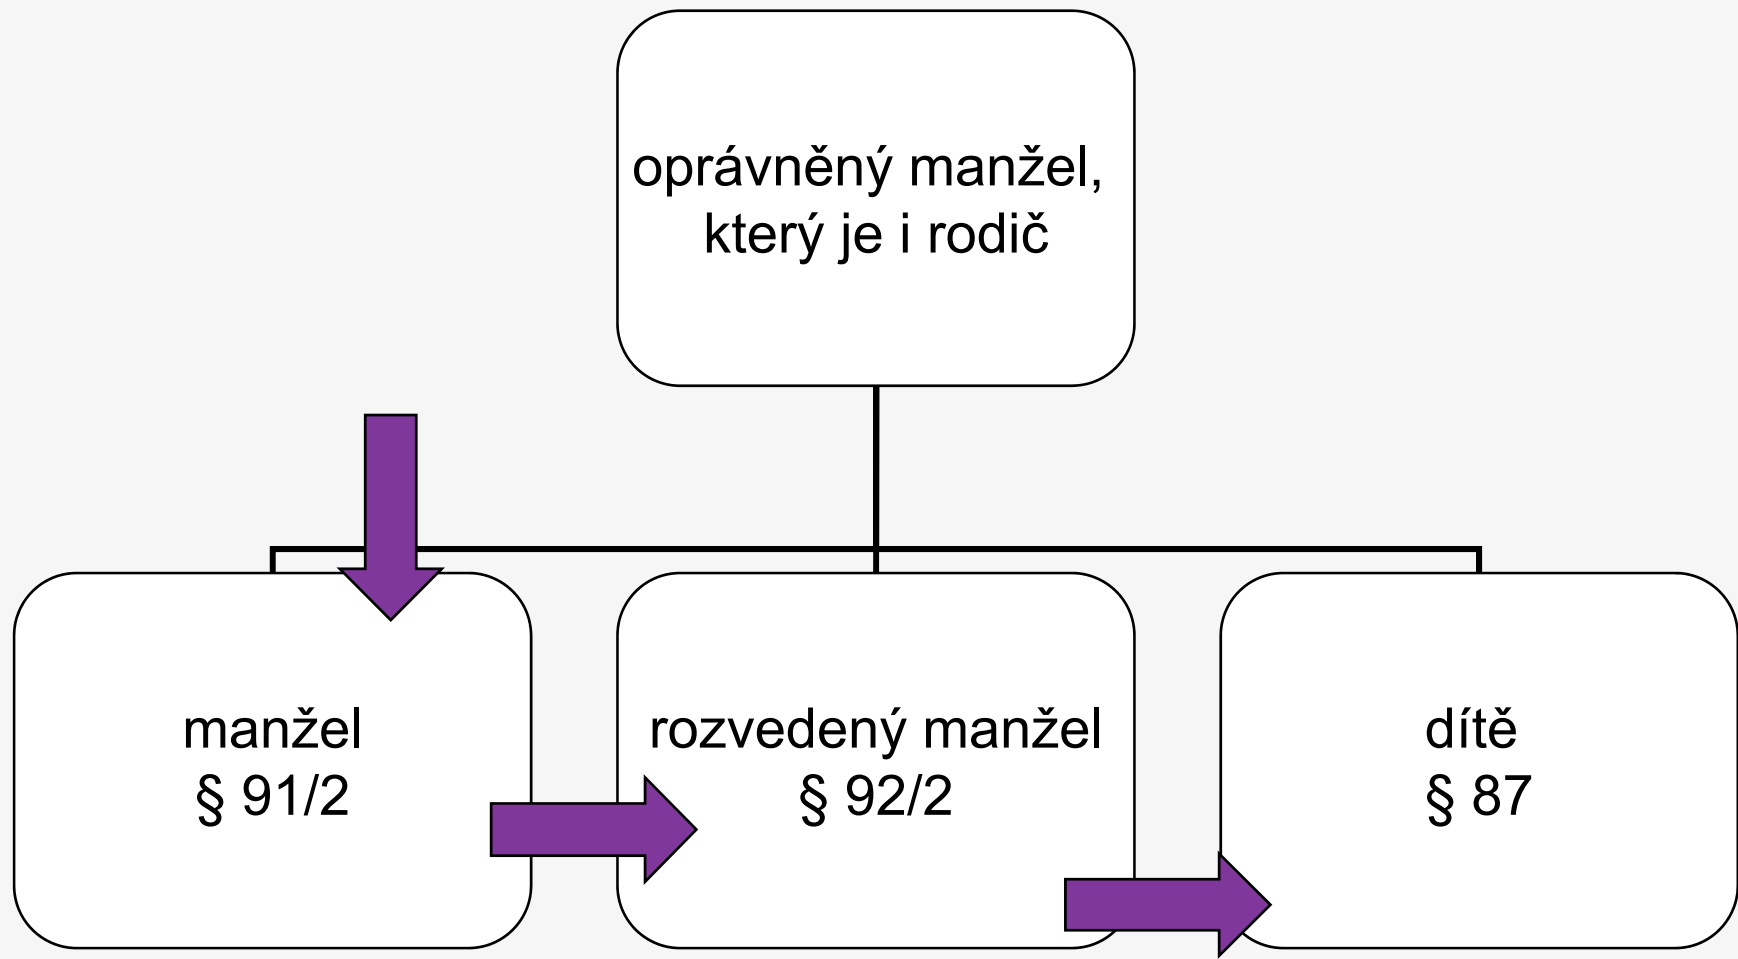 oprávněný manžel,
který je i rodič
manžel
§ 91/2
rozvedený manžel
§ 92/2
dítě
§ 87